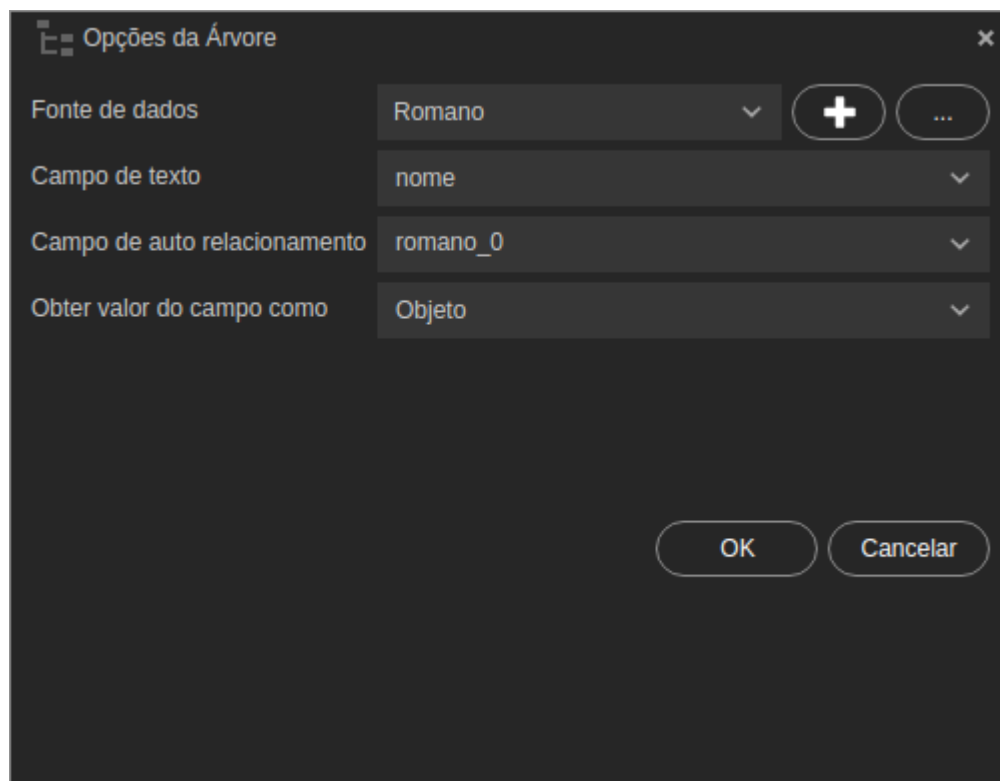 Opções da Árvore ×
Fonte de dados Romano ...
Campo de texto nome
Campo de auto relacionamento romano_0
Obter valor do campo como Objeto
OK Cancelar